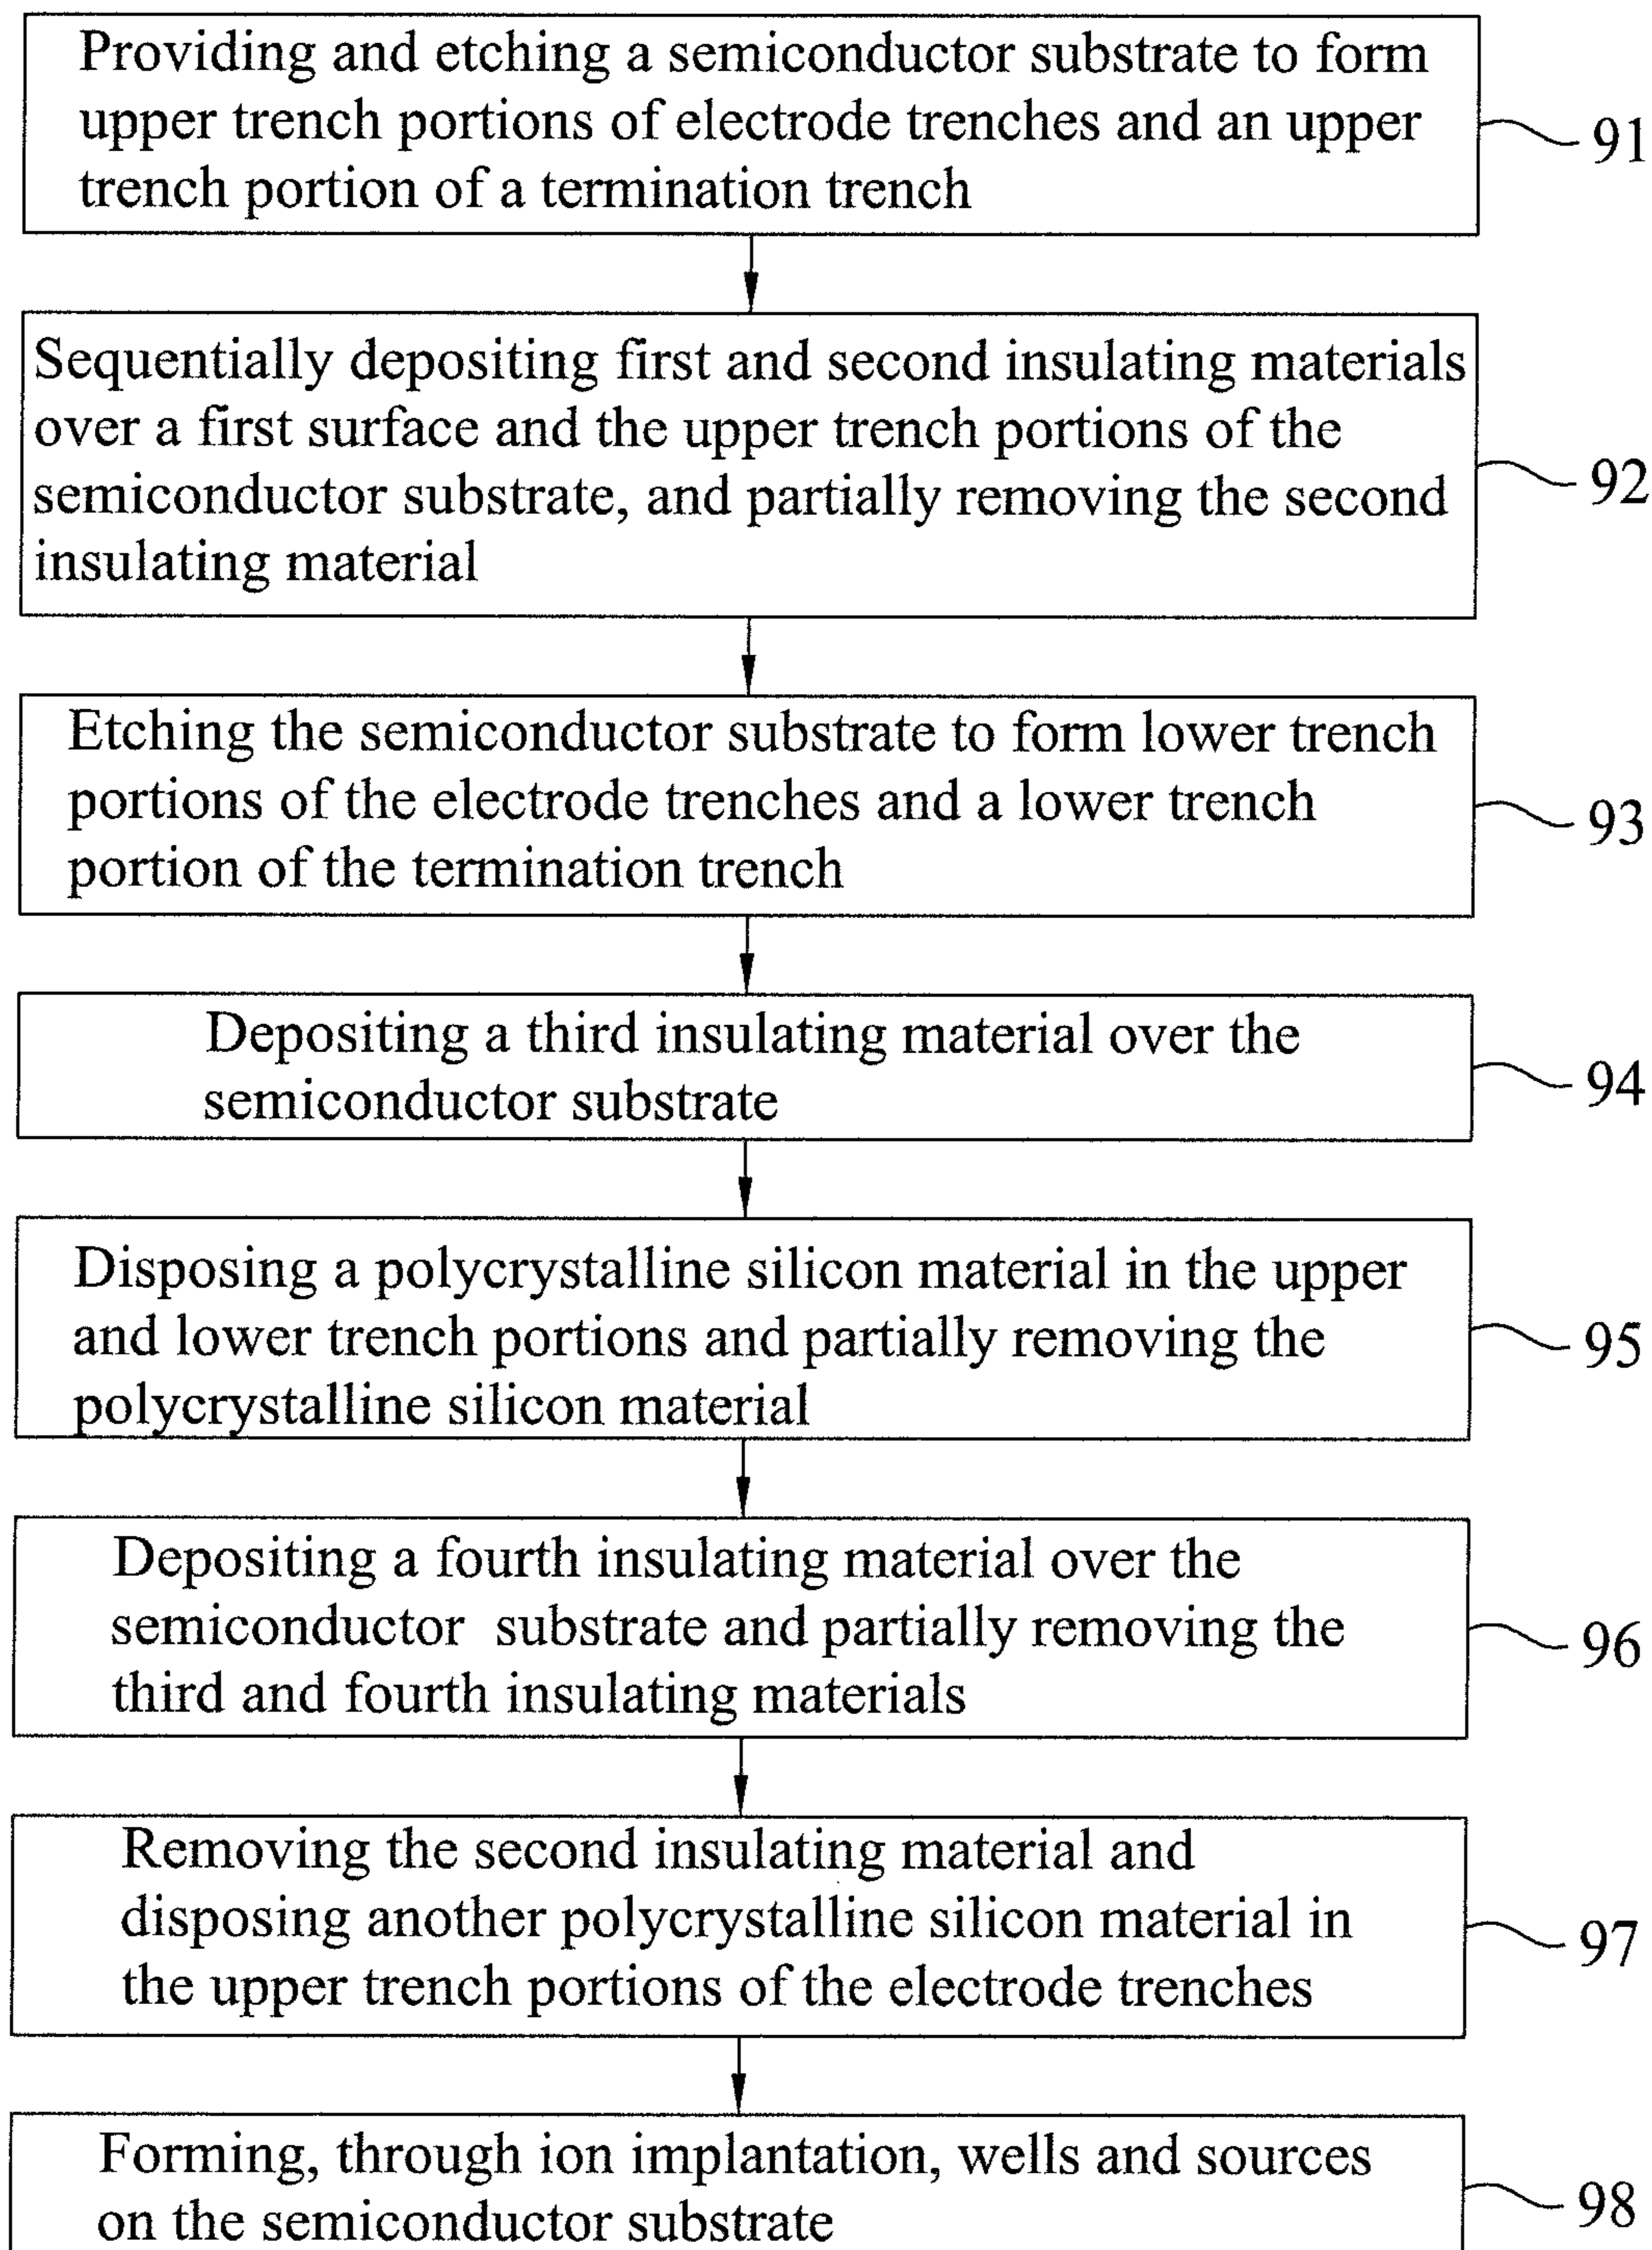 Providing and etching a semiconductor substrate to form
upper trench portions of electrode trenches and an upper
trench portion of a termination trench
91
Sequentially depositing first and second insulating materials
over a first surface and the upper trench portions of the
semiconductor substrate, and partially removing the second
insulating material
92
Etching the semiconductor substrate to form lower trench
portions of the electrode trenches and a lower trench
portion of the termination trench
93
Depositing a third insulating material over the
semiconductor substrate
94
Disposing a polycrystalline silicon material in the upper
and lower trench portions and partially removing the
polycrystalline silicon material
95
Depositing a fourth insulating material over the
semiconductor substrate and partially removing the
third and fourth insulating materials
96
Removing the second insulating material and
disposing another polycrystalline silicon material in
the upper trench portions of the electrode trenches
97
Forming, through ion implantation, wells and sources
on the semiconductor substrate
98